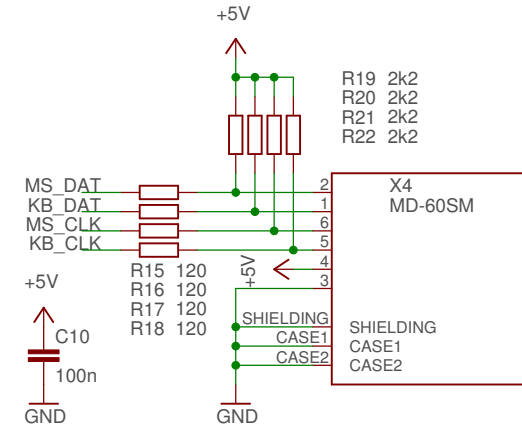 +5V
R19 2k2
R20 2k2
R21 2k2
R22 2k2
MS_DAT
KB_DAT
MS_CLK
KB_CLK
2
1
6
5
4
3
X4
MD-60SM
R15 120
R16 120
R17 120
R18 120
+5V
+5V
C10
100n
GND
SHIELDING
CASE1
CASE2
SHIELDING
CASE1
CASE2
GND